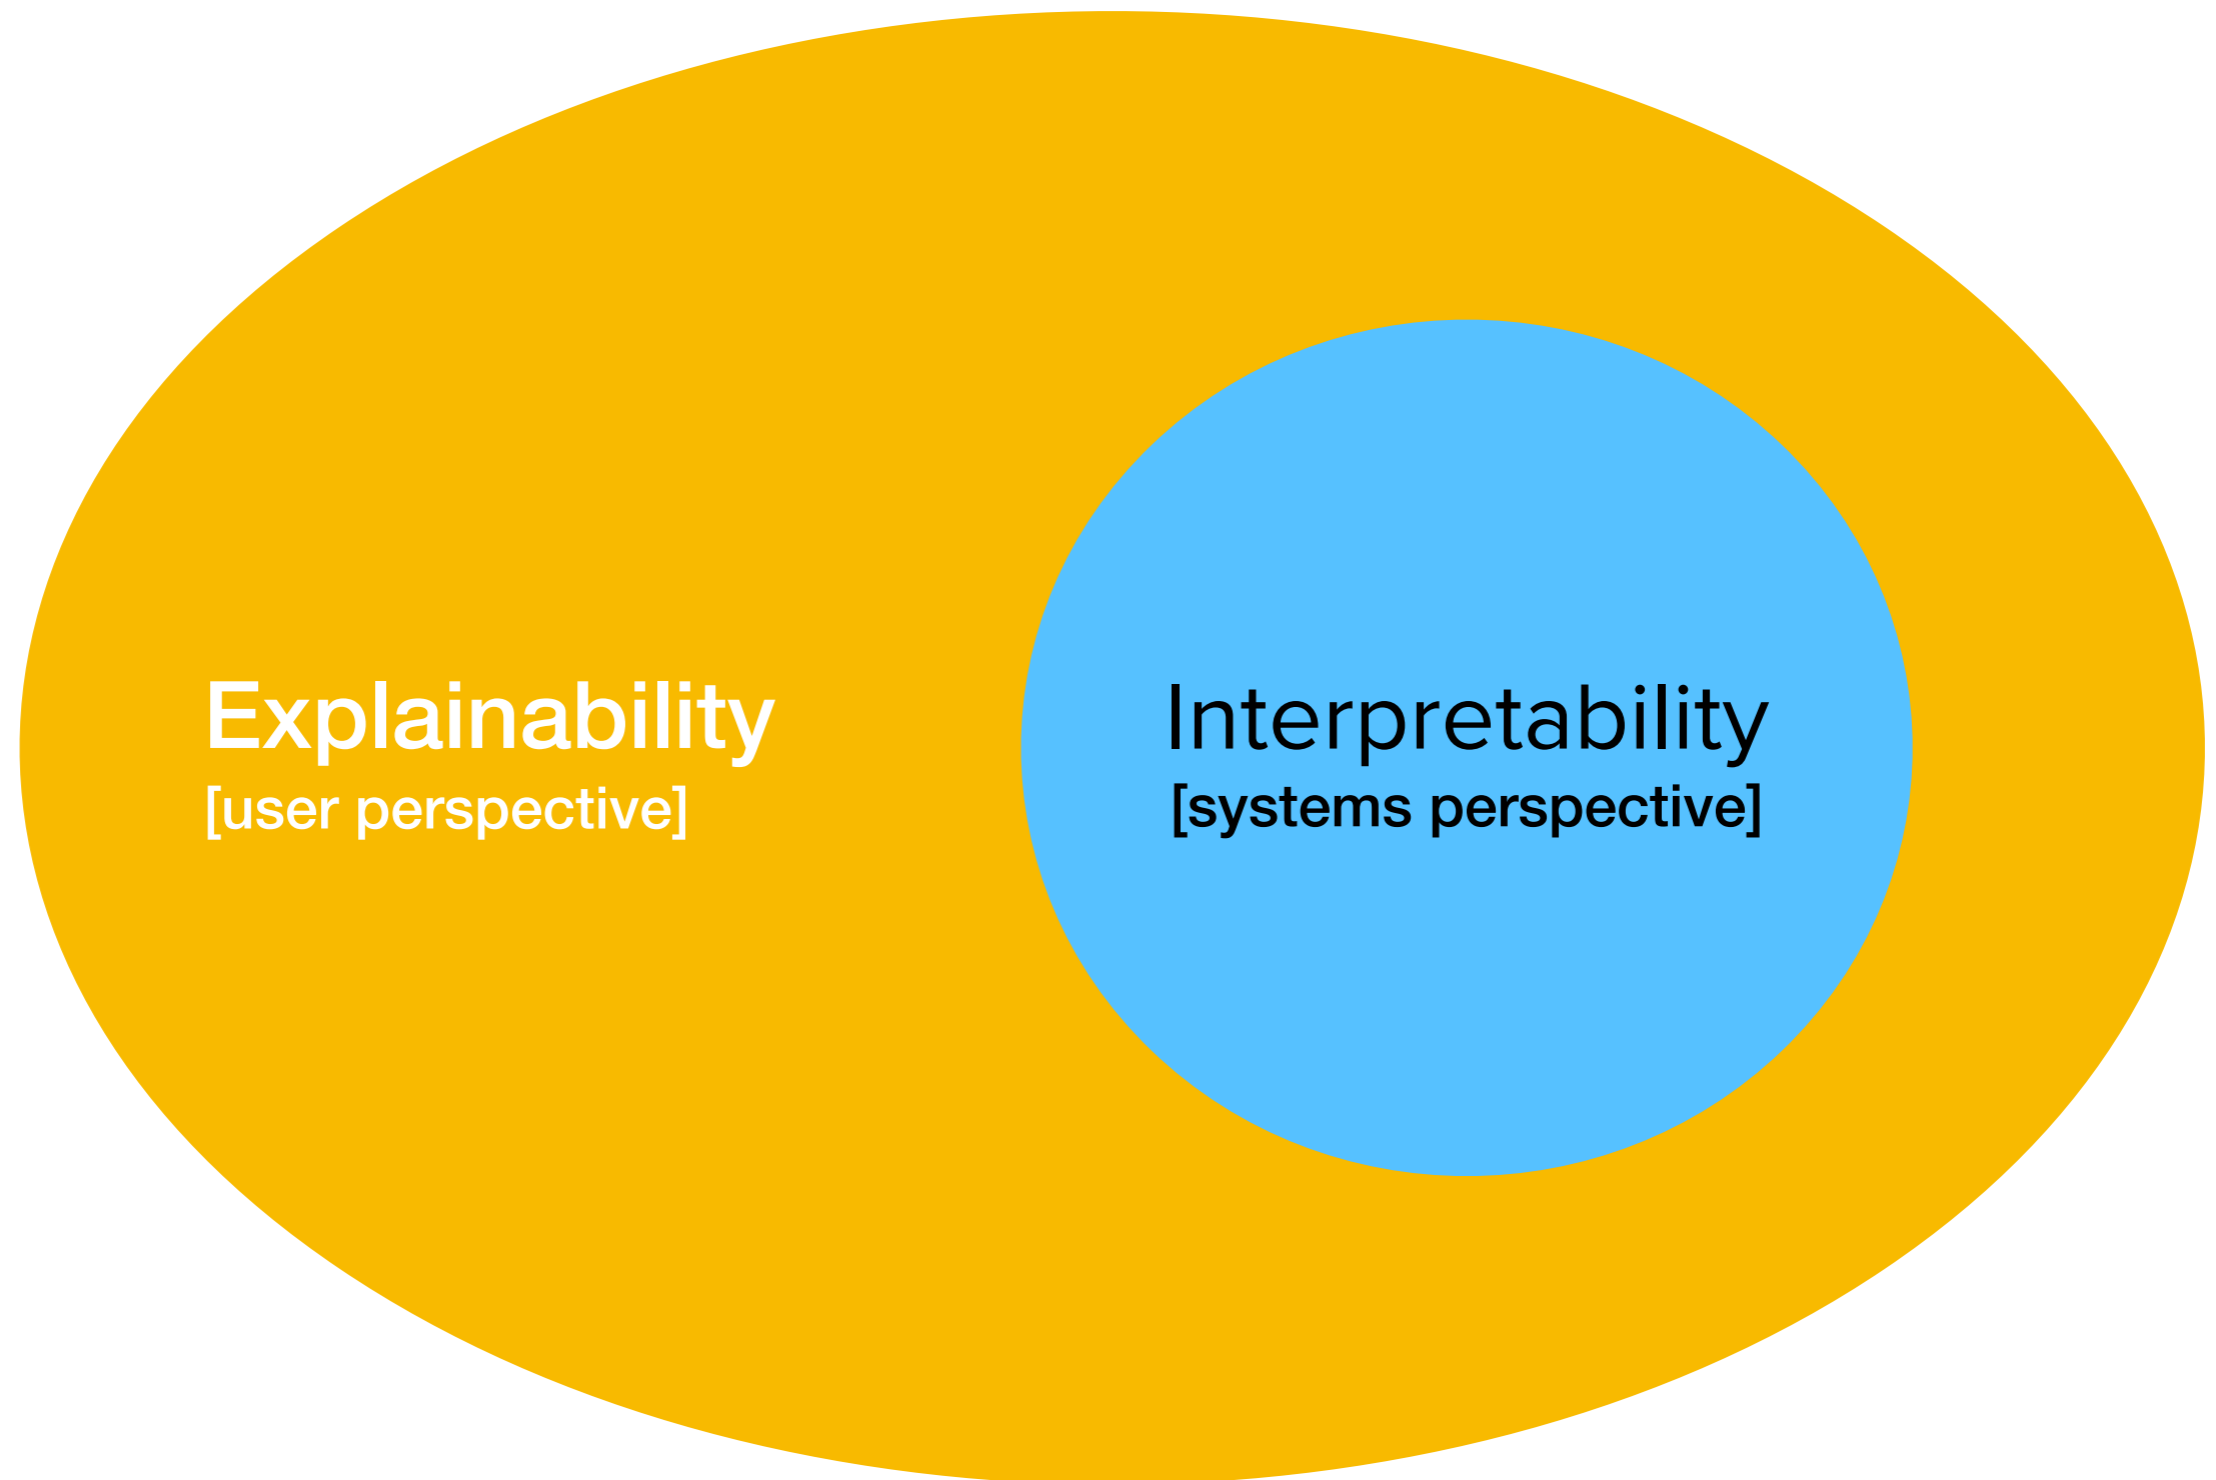 Explainability
[user perspective]
Interpretability
[systems perspective]